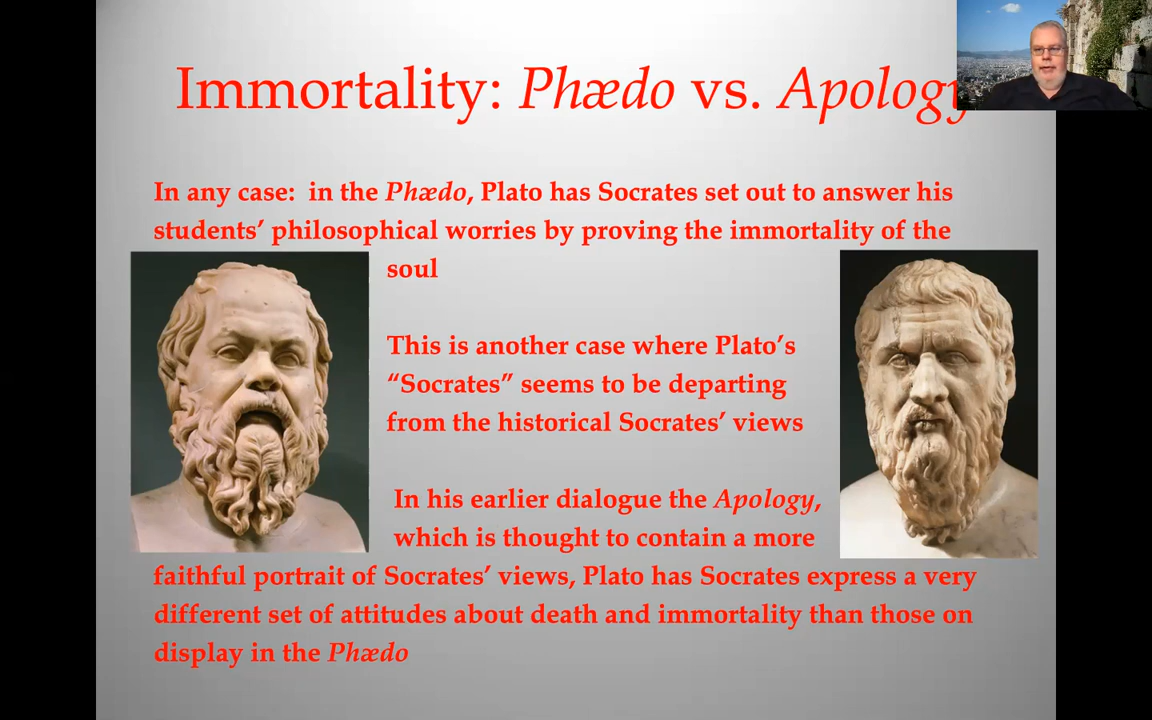 Immortality: Phædo vs. Apology
In any case:  in the Phædo, Plato has Socrates set out to answer his
students’ philosophical worries by proving the immortality of the
soul
This is another case where Plato’s
“Socrates” seems to be departing
from the historical Socrates’ views
In his earlier dialogue the Apology,
which is thought to contain a more
faithful portrait of Socrates’ views, Plato has Socrates express a very
different set of attitudes about death and immortality than those on
display in the Phædo